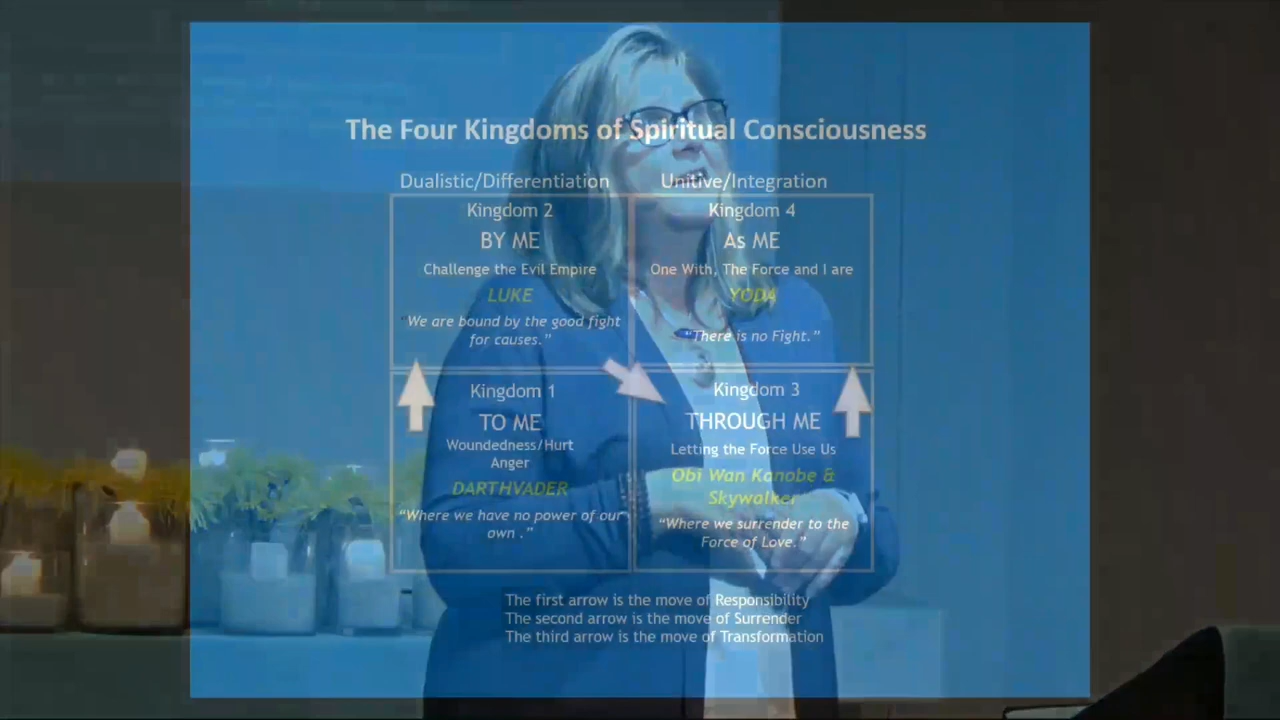 The Four Kingdoms of Spiritual Consciousness
Dualistic/Differentiation
Unitive/Integration
Kingdom 2
BY ME
Challenge the Evil Empire
LUKE
"We are bound by the good fight
for causes."
Kingdom 4
As ME
One With, The Force and I are
YODA
"There is no Fight."
Kingdom 1
TO ME
Woundedness/Hurt
Anger
DARTHVADER
"Where we have no power of our
own ."
Kingdom 3
THROUGH ME
Letting the Force Use Us
Obi Wan Kanobe &
Skywalker
"Where we surrender to the
Force of Love."
The first arrow is the move of Responsibility
The second arrow is the move of Surrender
The third arrow is the move of Transformation